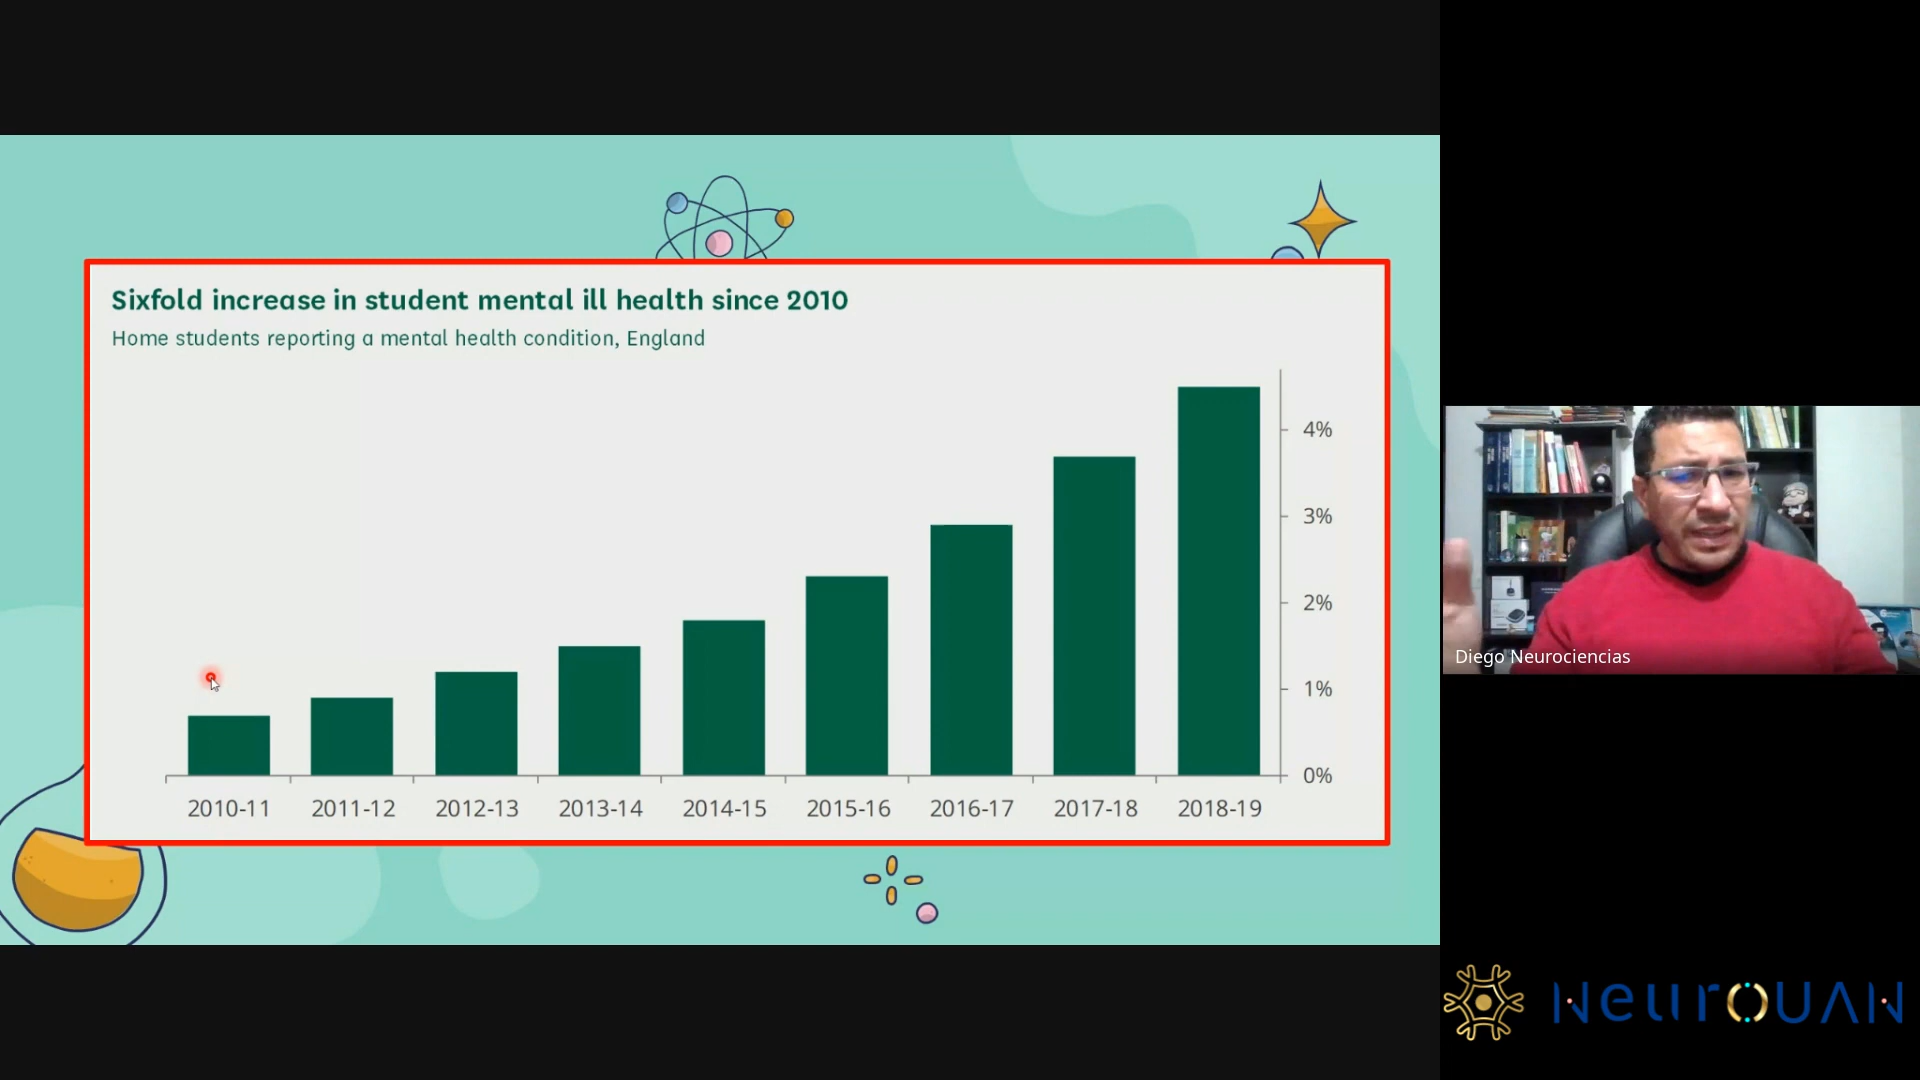 Sixfold increase in student mental ill health since 2010
Home students reporting a mental health condition, England
4%
3%
2%
1%
0%
2010-11 2011-12 2012-13 2013-14 2014-15 2015-16 2016-17 2017-18 2018-19
Diego Neurociencias
NeurOUAN